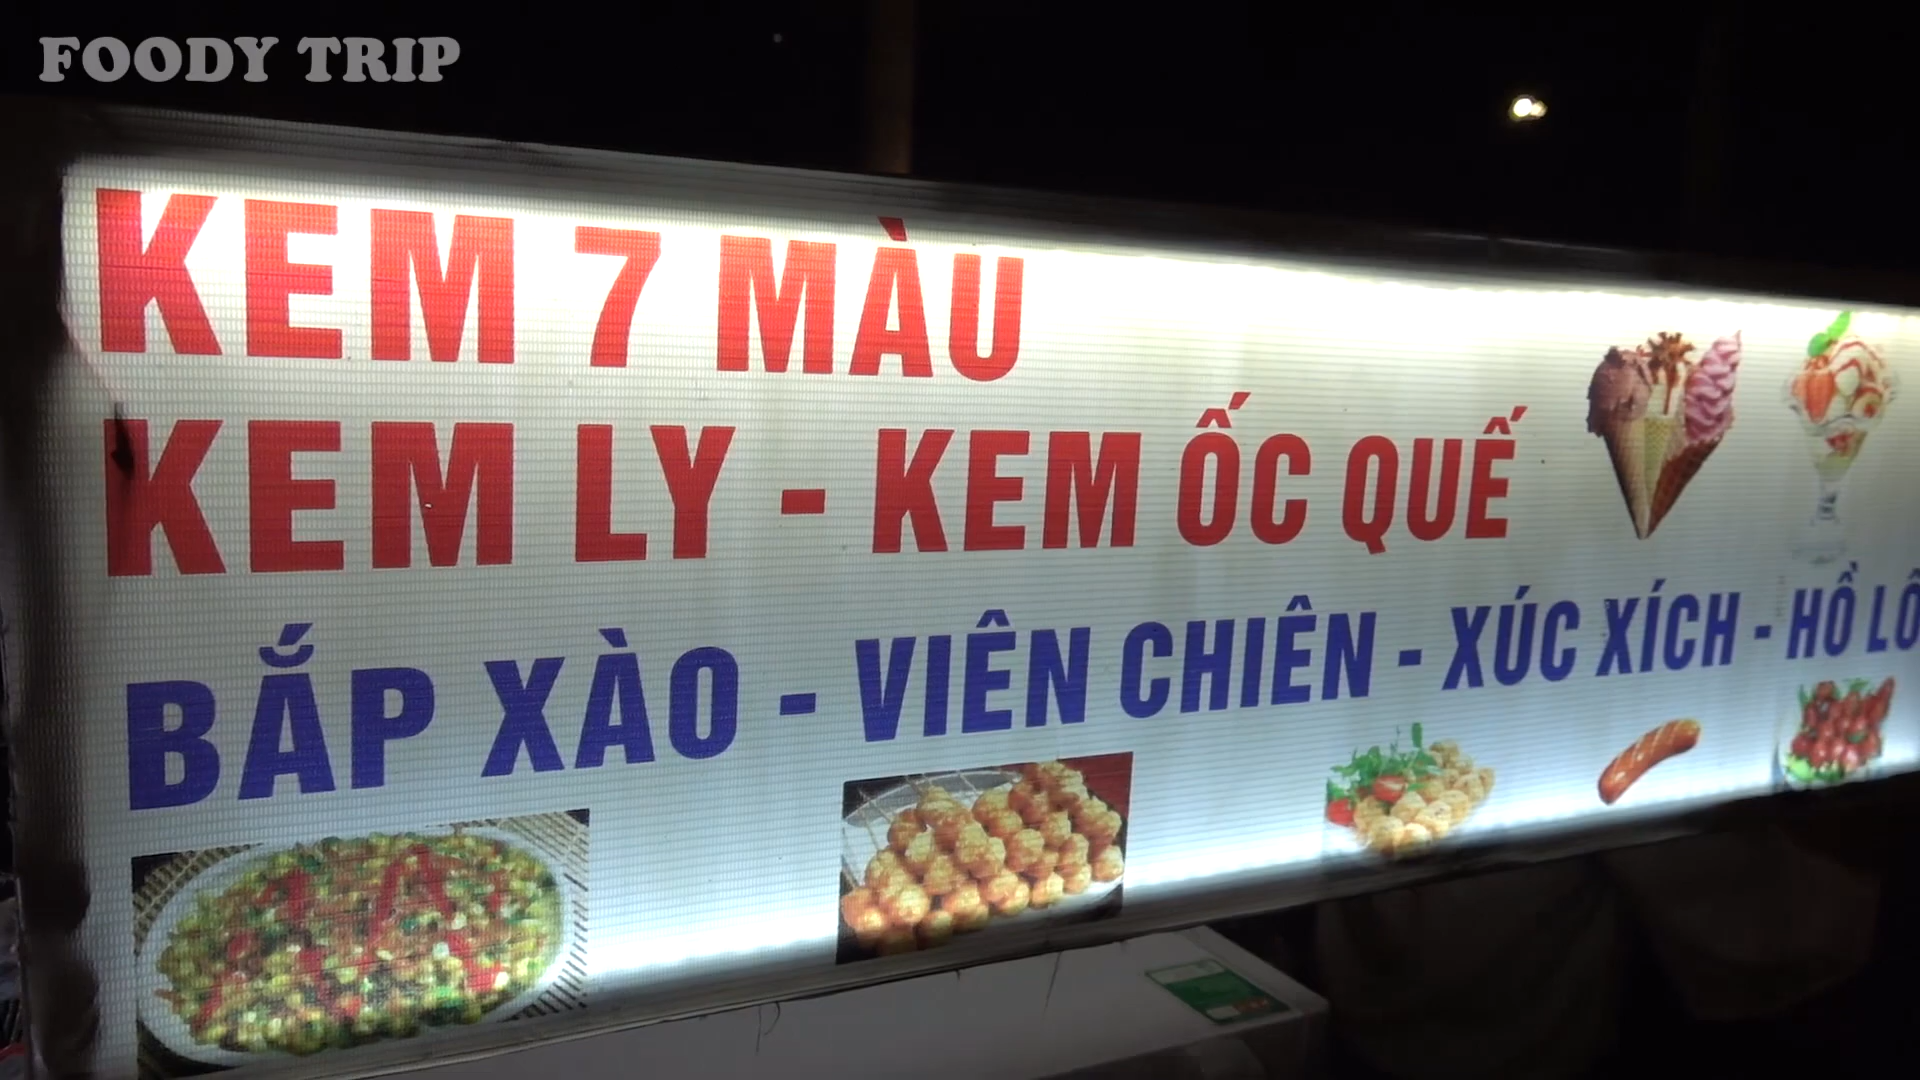 FOODY TRIP
KEM 7 MÀU
KEM LY - KEM ỐC QUẾ
BẮP XÀO - VIÊN CHIÊN - XÚC XÍCH - HỒ LÔ